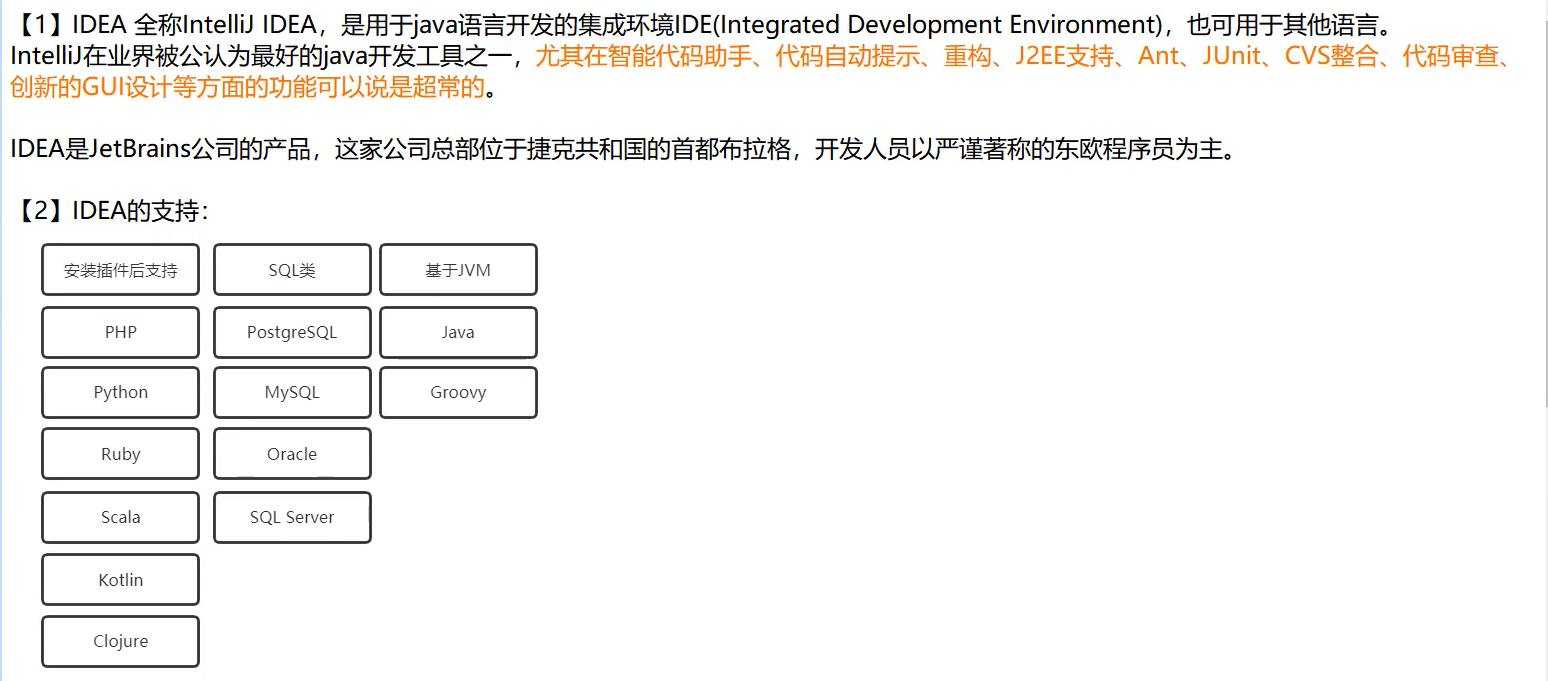 【1】IDEA 全称IntelliJ IDEA，是用于java语言开发的集成环境IDE(Integrated Development Environment)，也可用于其他语言。
IntelliJ在业界被公认为最好的java开发工具之一，尤其在智能代码助手、代码自动提示、重构、J2EE支持、Ant、JUnit、CVS整合、代码审查、
创新的GUI设计等方面的功能可以说是超常的。
IDEA是JetBrains公司的产品，这家公司总部位于捷克共和国的首都布拉格，开发人员以严谨著称的东欧程序员为主。
【2】IDEA的支持：
安装插件后支持 SQL类 基于JVM
PHP PostgreSQL Java
Python MySQL Groovy
Ruby Oracle
Scala SQL Server
Kotlin
Clojure